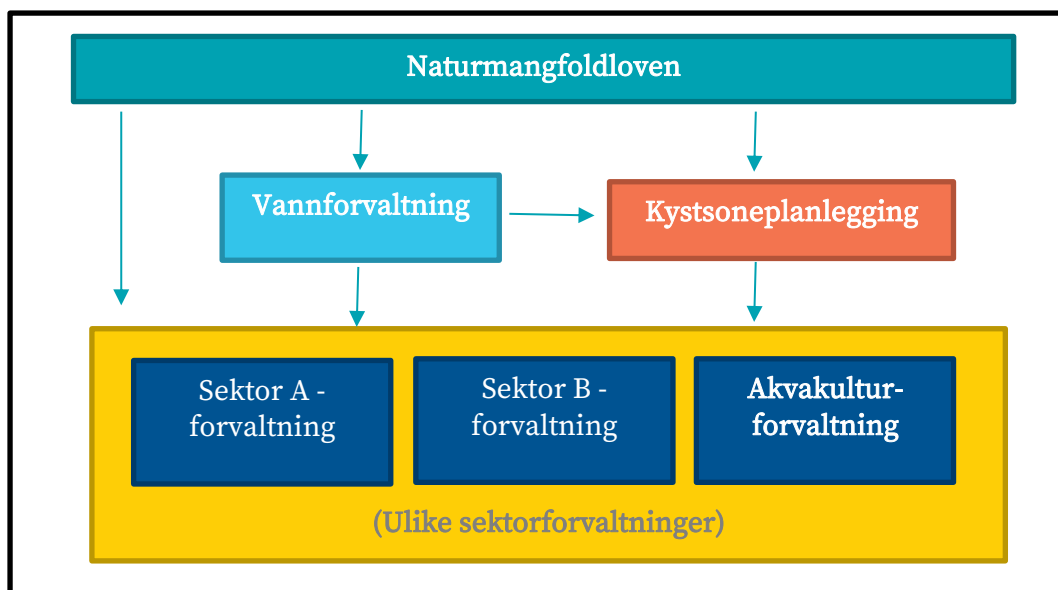 Naturmangfoldloven
Vannforvaltning
Kystsoneplanlegging
Sektor A -
forvaltning
Sektor B -
forvaltning
Akvakultur-
forvaltning
(Ulike sektorforvaltninger)